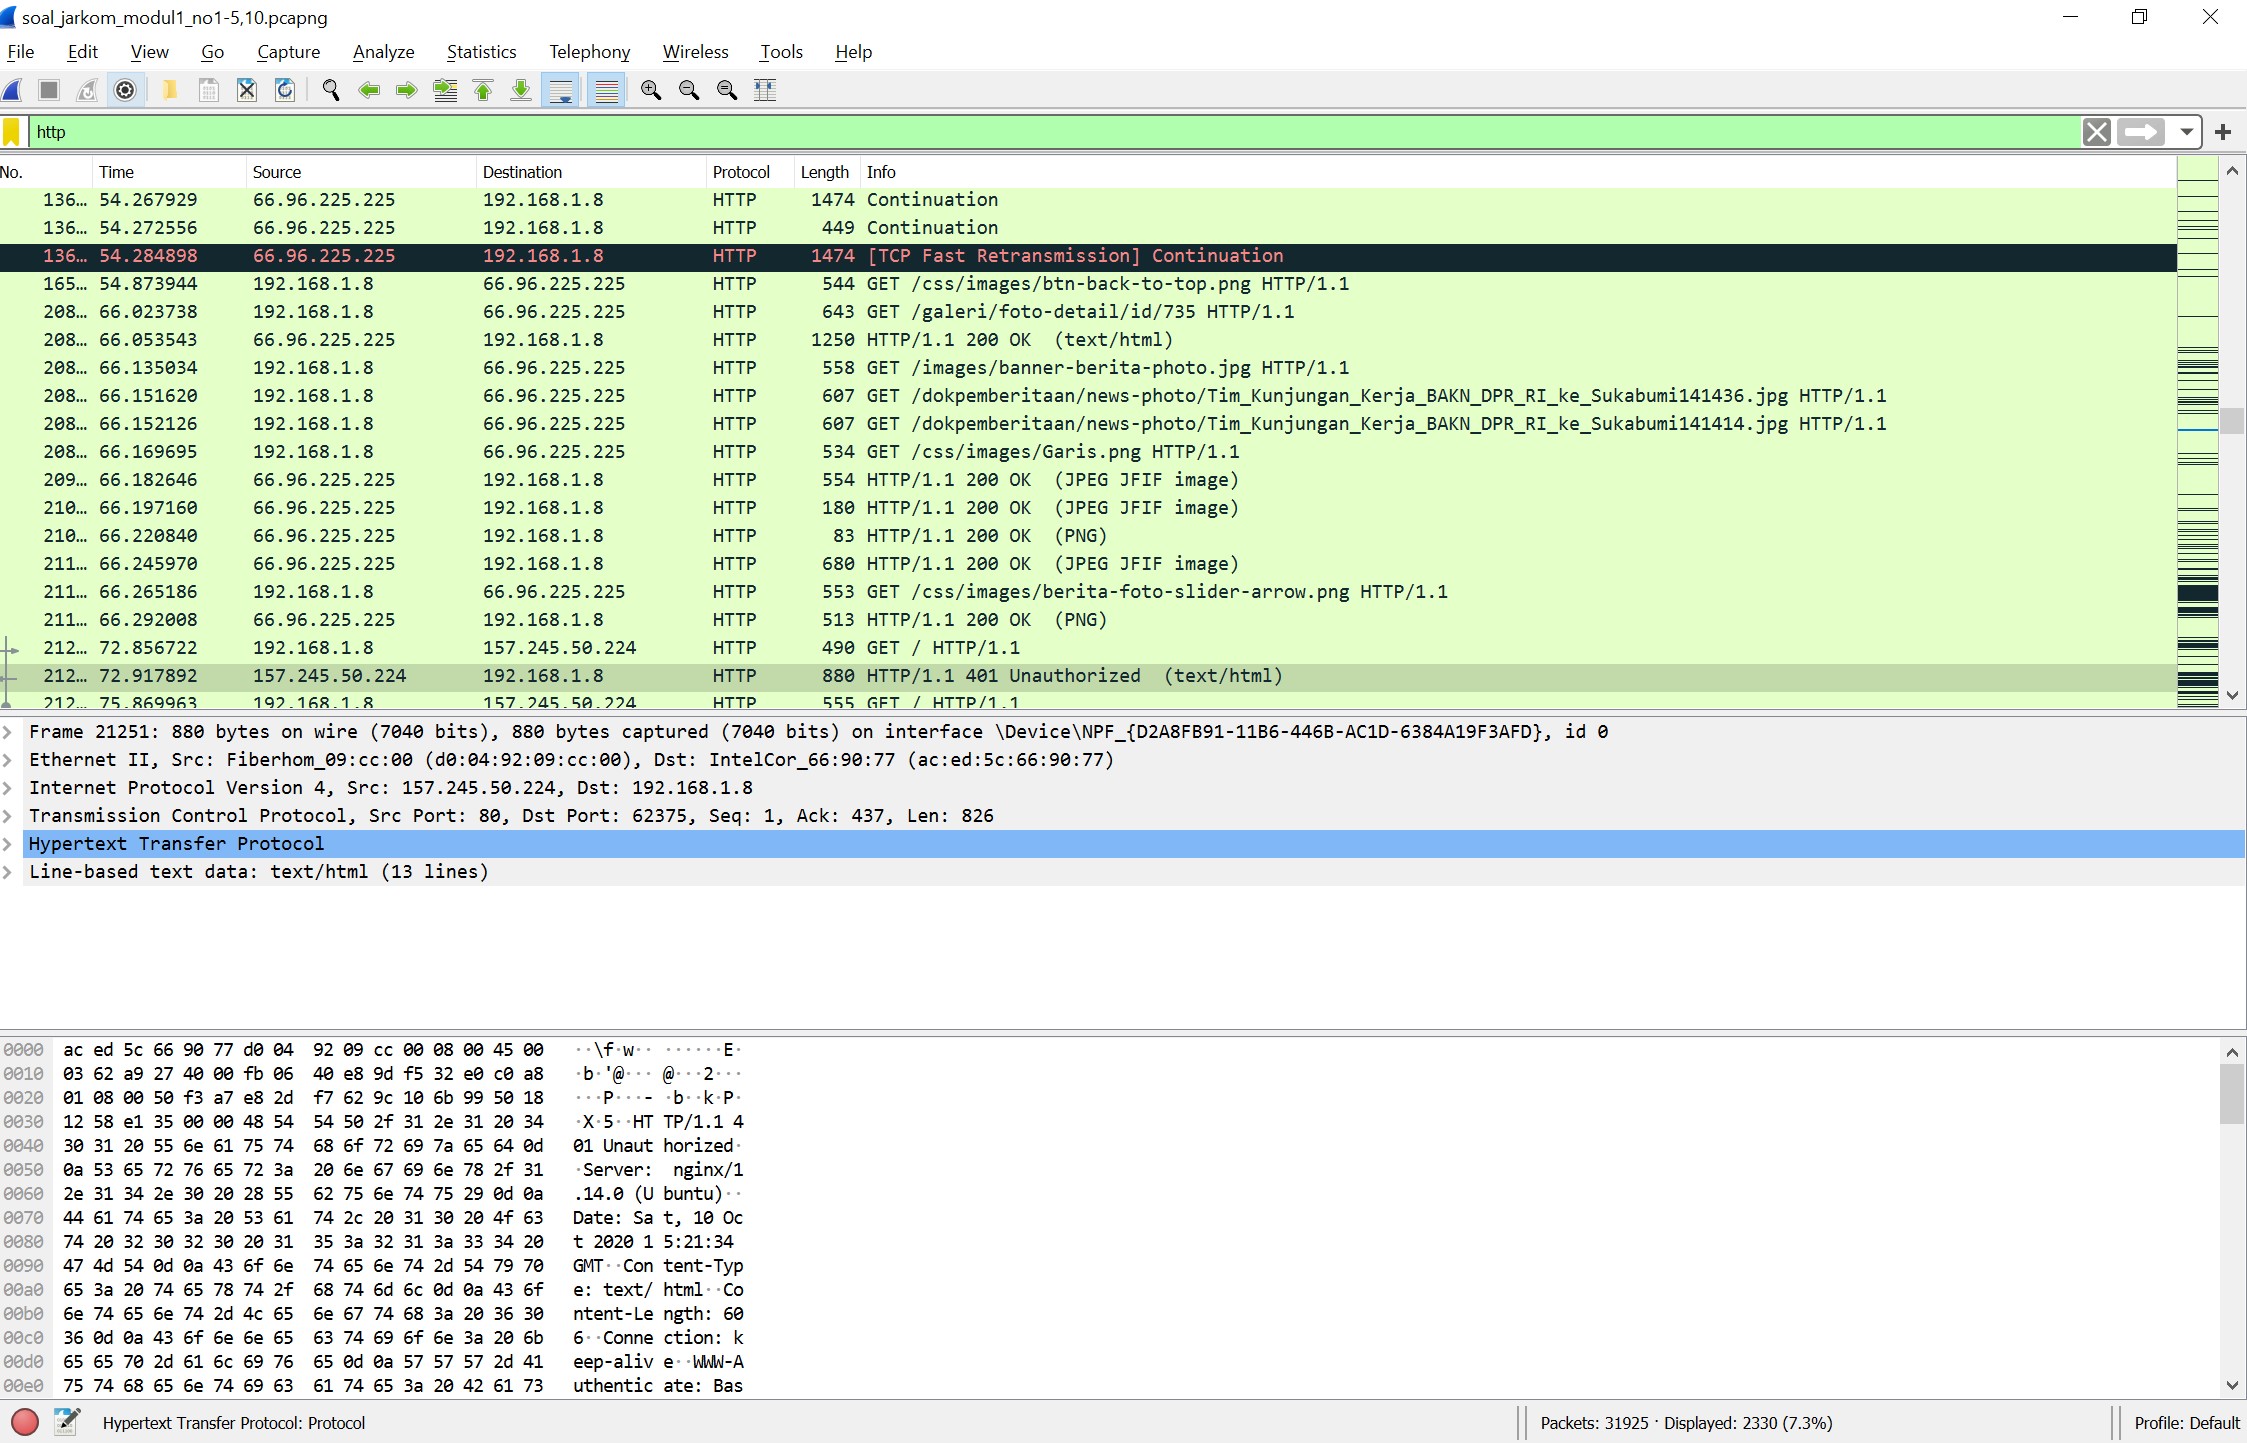 soal_jarkom_modul1_no1-5,10.pcapng
File Edit View Go Capture Analyze Statistics Telephony Wireless Tools Help
http
No. Time Source Destination Protocol Length Info
136… 54.267929 66.96.225.225 192.168.1.8 HTTP 1474 Continuation
136… 54.272556 66.96.225.225 192.168.1.8 HTTP 449 Continuation
136… 54.284898 66.96.225.225 192.168.1.8 HTTP 1474 [TCP Fast Retransmission] Continuation
165… 54.873944 192.168.1.8 66.96.225.225 HTTP 544 GET /css/images/btn-back-to-top.png HTTP/1.1
208… 66.023738 192.168.1.8 66.96.225.225 HTTP 643 GET /galeri/foto-detail/id/735 HTTP/1.1
208… 66.053543 66.96.225.225 192.168.1.8 HTTP 1250 HTTP/1.1 200 OK (text/html)
208… 66.135034 192.168.1.8 66.96.225.225 HTTP 558 GET /images/banner-berita-photo.jpg HTTP/1.1
208… 66.151620 192.168.1.8 66.96.225.225 HTTP 607 GET /dokpemberitaan/news-photo/Tim_Kunjungan_Kerja_BAKN_DPR_RI_ke_Sukabumi141436.jpg HTTP/1.1
208… 66.152126 192.168.1.8 66.96.225.225 HTTP 607 GET /dokpemberitaan/news-photo/Tim_Kunjungan_Kerja_BAKN_DPR_RI_ke_Sukabumi141414.jpg HTTP/1.1
208… 66.169695 192.168.1.8 66.96.225.225 HTTP 534 GET /css/images/Garis.png HTTP/1.1
209… 66.182646 66.96.225.225 192.168.1.8 HTTP 554 HTTP/1.1 200 OK (JPEG JFIF image)
210… 66.197160 66.96.225.225 192.168.1.8 HTTP 180 HTTP/1.1 200 OK (JPEG JFIF image)
210… 66.220840 66.96.225.225 192.168.1.8 HTTP 83 HTTP/1.1 200 OK (PNG)
211… 66.245970 66.96.225.225 192.168.1.8 HTTP 680 HTTP/1.1 200 OK (JPEG JFIF image)
211… 66.265186 192.168.1.8 66.96.225.225 HTTP 553 GET /css/images/berita-foto-slider-arrow.png HTTP/1.1
211… 66.292008 66.96.225.225 192.168.1.8 HTTP 513 HTTP/1.1 200 OK (PNG)
212… 72.856722 192.168.1.8 157.245.50.224 HTTP 490 GET / HTTP/1.1
212… 72.917892 157.245.50.224 192.168.1.8 HTTP 880 HTTP/1.1 401 Unauthorized (text/html)
212… 75.869963 192.168.1.8 157.245.50.224 HTTP 555 GET / HTTP/1.1
Frame 21251: 880 bytes on wire (7040 bits), 880 bytes captured (7040 bits) on interface \Device\NPF_{D2A8FB91-11B6-446B-AC1D-6384A19F3AFD}, id 0
Ethernet II, Src: Fiberhom_09:cc:00 (d0:04:92:09:cc:00), Dst: IntelCor_66:90:77 (ac:ed:5c:66:90:77)
Internet Protocol Version 4, Src: 157.245.50.224, Dst: 192.168.1.8
Transmission Control Protocol, Src Port: 80, Dst Port: 62375, Seq: 1, Ack: 437, Len: 826
Hypertext Transfer Protocol
Line-based text data: text/html (13 lines)
0000 ac ed 5c 66 90 77 d0 04 92 09 cc 00 08 00 45 00 ··\f·w·· ······E·
0010 03 62 a9 27 40 00 fb 06 40 e8 9d f5 32 e0 c0 a8 ·b·'@··· @···2···
0020 01 08 00 50 f3 a7 e8 2d f7 62 9c 10 6b 99 50 18 ···P···- ·b··k·P·
0030 12 58 e1 35 00 00 48 54 54 50 2f 31 2e 31 20 34 ·X·5··HT TP/1.1 4
0040 30 31 20 55 6e 61 75 74 68 6f 72 69 7a 65 64 0d 01 Unaut horized·
0050 0a 53 65 72 76 65 72 3a 20 6e 67 69 6e 78 2f 31 ·Server: nginx/1
0060 2e 31 34 2e 30 20 28 55 62 75 6e 74 75 29 0d 0a .14.0 (U buntu)··
0070 44 61 74 65 3a 20 53 61 74 2c 20 31 30 20 4f 63 Date: Sa t, 10 Oc
0080 74 20 32 30 32 30 20 31 35 3a 32 31 3a 33 34 20 t 2020 1 5:21:34
0090 47 4d 54 0d 0a 43 6f 6e 74 65 6e 74 2d 54 79 70 GMT··Con tent-Typ
00a0 65 3a 20 74 65 78 74 2f 68 74 6d 6c 0d 0a 43 6f e: text/ html··Co
00b0 6e 74 65 6e 74 2d 4c 65 6e 67 74 68 3a 20 36 30 ntent-Le ngth: 60
00c0 36 0d 0a 43 6f 6e 6e 65 63 74 69 6f 6e 3a 20 6b 6··Conne ction: k
00d0 65 65 70 2d 61 6c 69 76 65 0d 0a 57 57 57 2d 41 eep-aliv e··WWW-A
00e0 75 74 68 65 6e 74 69 63 61 74 65 3a 20 42 61 73 uthentic ate: Bas
Hypertext Transfer Protocol: Protocol
Packets: 31925 · Displayed: 2330 (7.3%)
Profile: Default